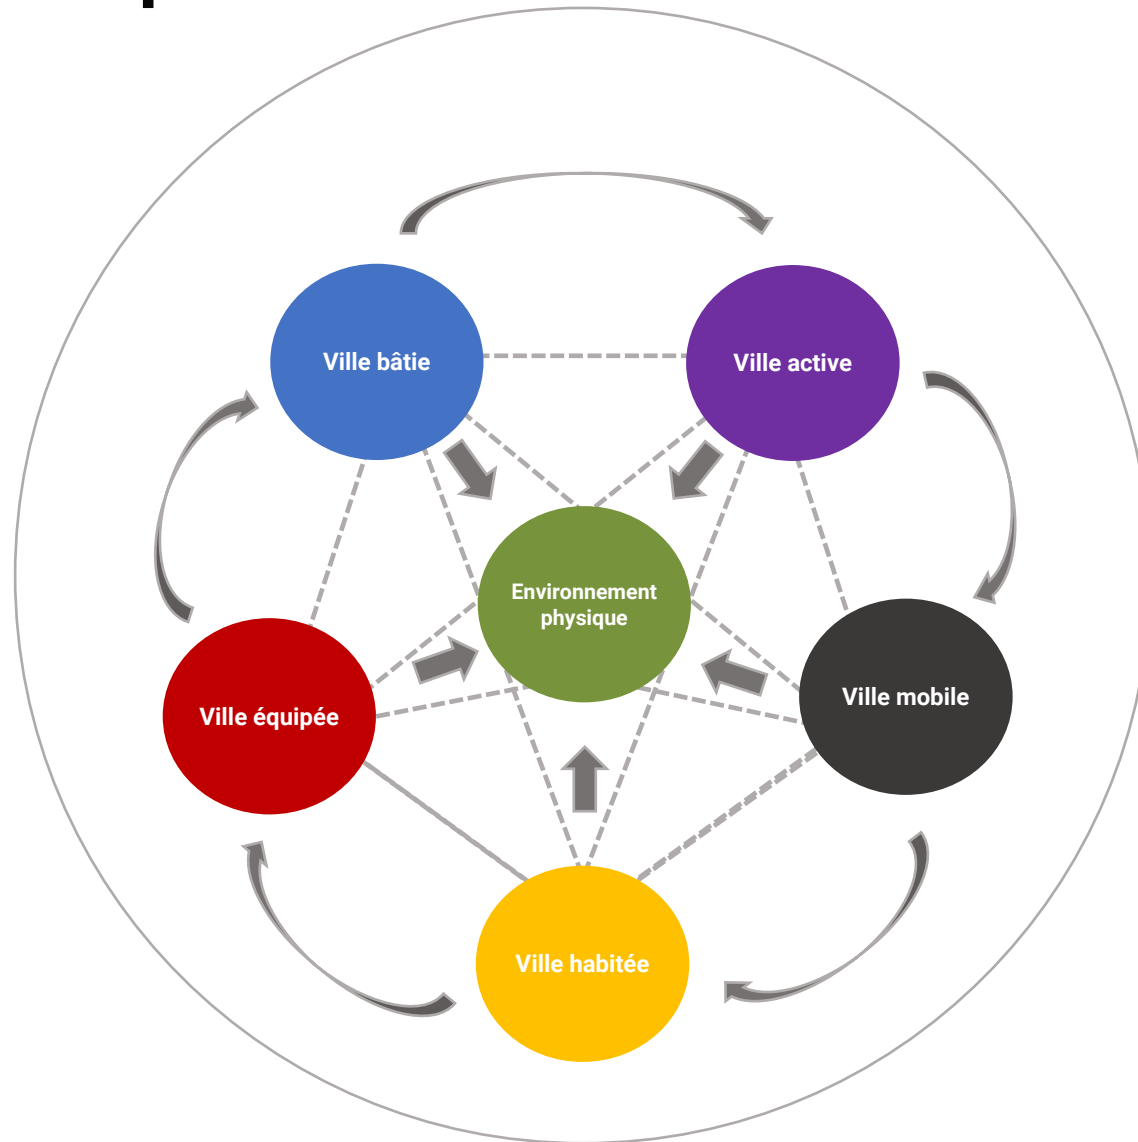 Ville bâtie
Ville active
Environnement
physique
Ville mobile
Ville équipée
Ville habitée